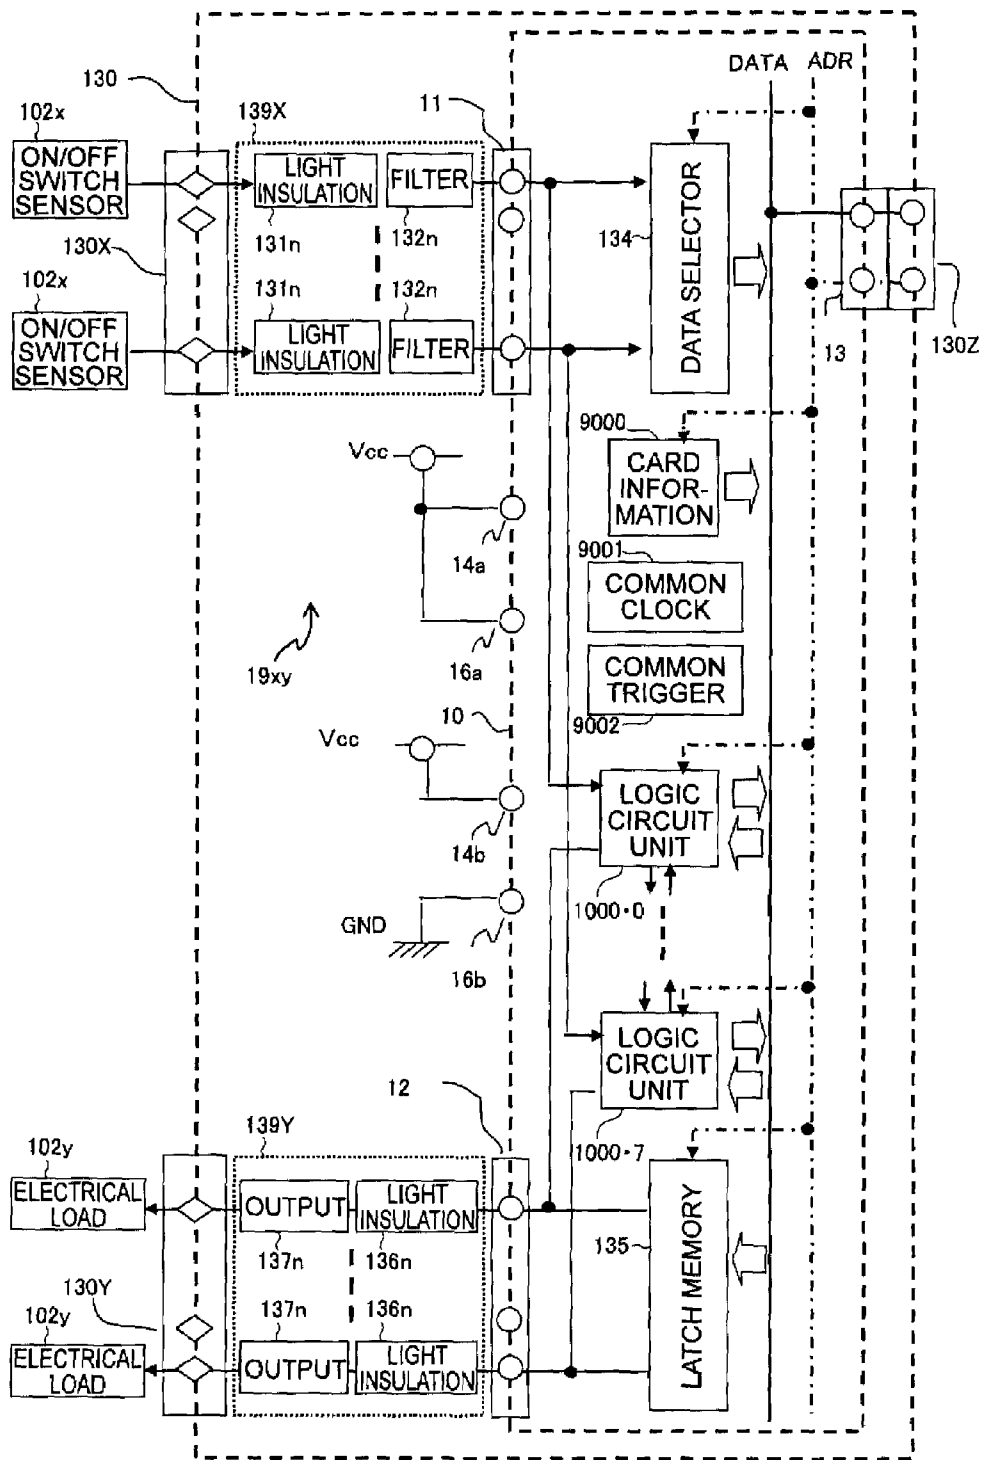 DATA
ADR
130
102x
ON/OFF
SWITCH
SENSOR
139X
11
LIGHT
INSULATION
FILTER
131n
132n
130X
134
DATA SELECTOR
102x
ON/OFF
SWITCH
SENSOR
131n
132n
LIGHT
INSULATION
FILTER
13
130Z
Vcc
9000
CARD
INFOR-
MATION
14a
9001
COMMON
CLOCK
16a
19xy
COMMON
TRIGGER
9002
10
Vcc
LOGIC
CIRCUIT
UNIT
14b
1000・0
GND
16b
LOGIC
CIRCUIT
UNIT
12
1000・7
139Y
102y
ELECTRICAL
LOAD
OUTPUT
LIGHT
INSULATION
137n
136n
135
LATCH MEMORY
130Y
102y
137n
136n
ELECTRICAL
LOAD
OUTPUT
LIGHT
INSULATION